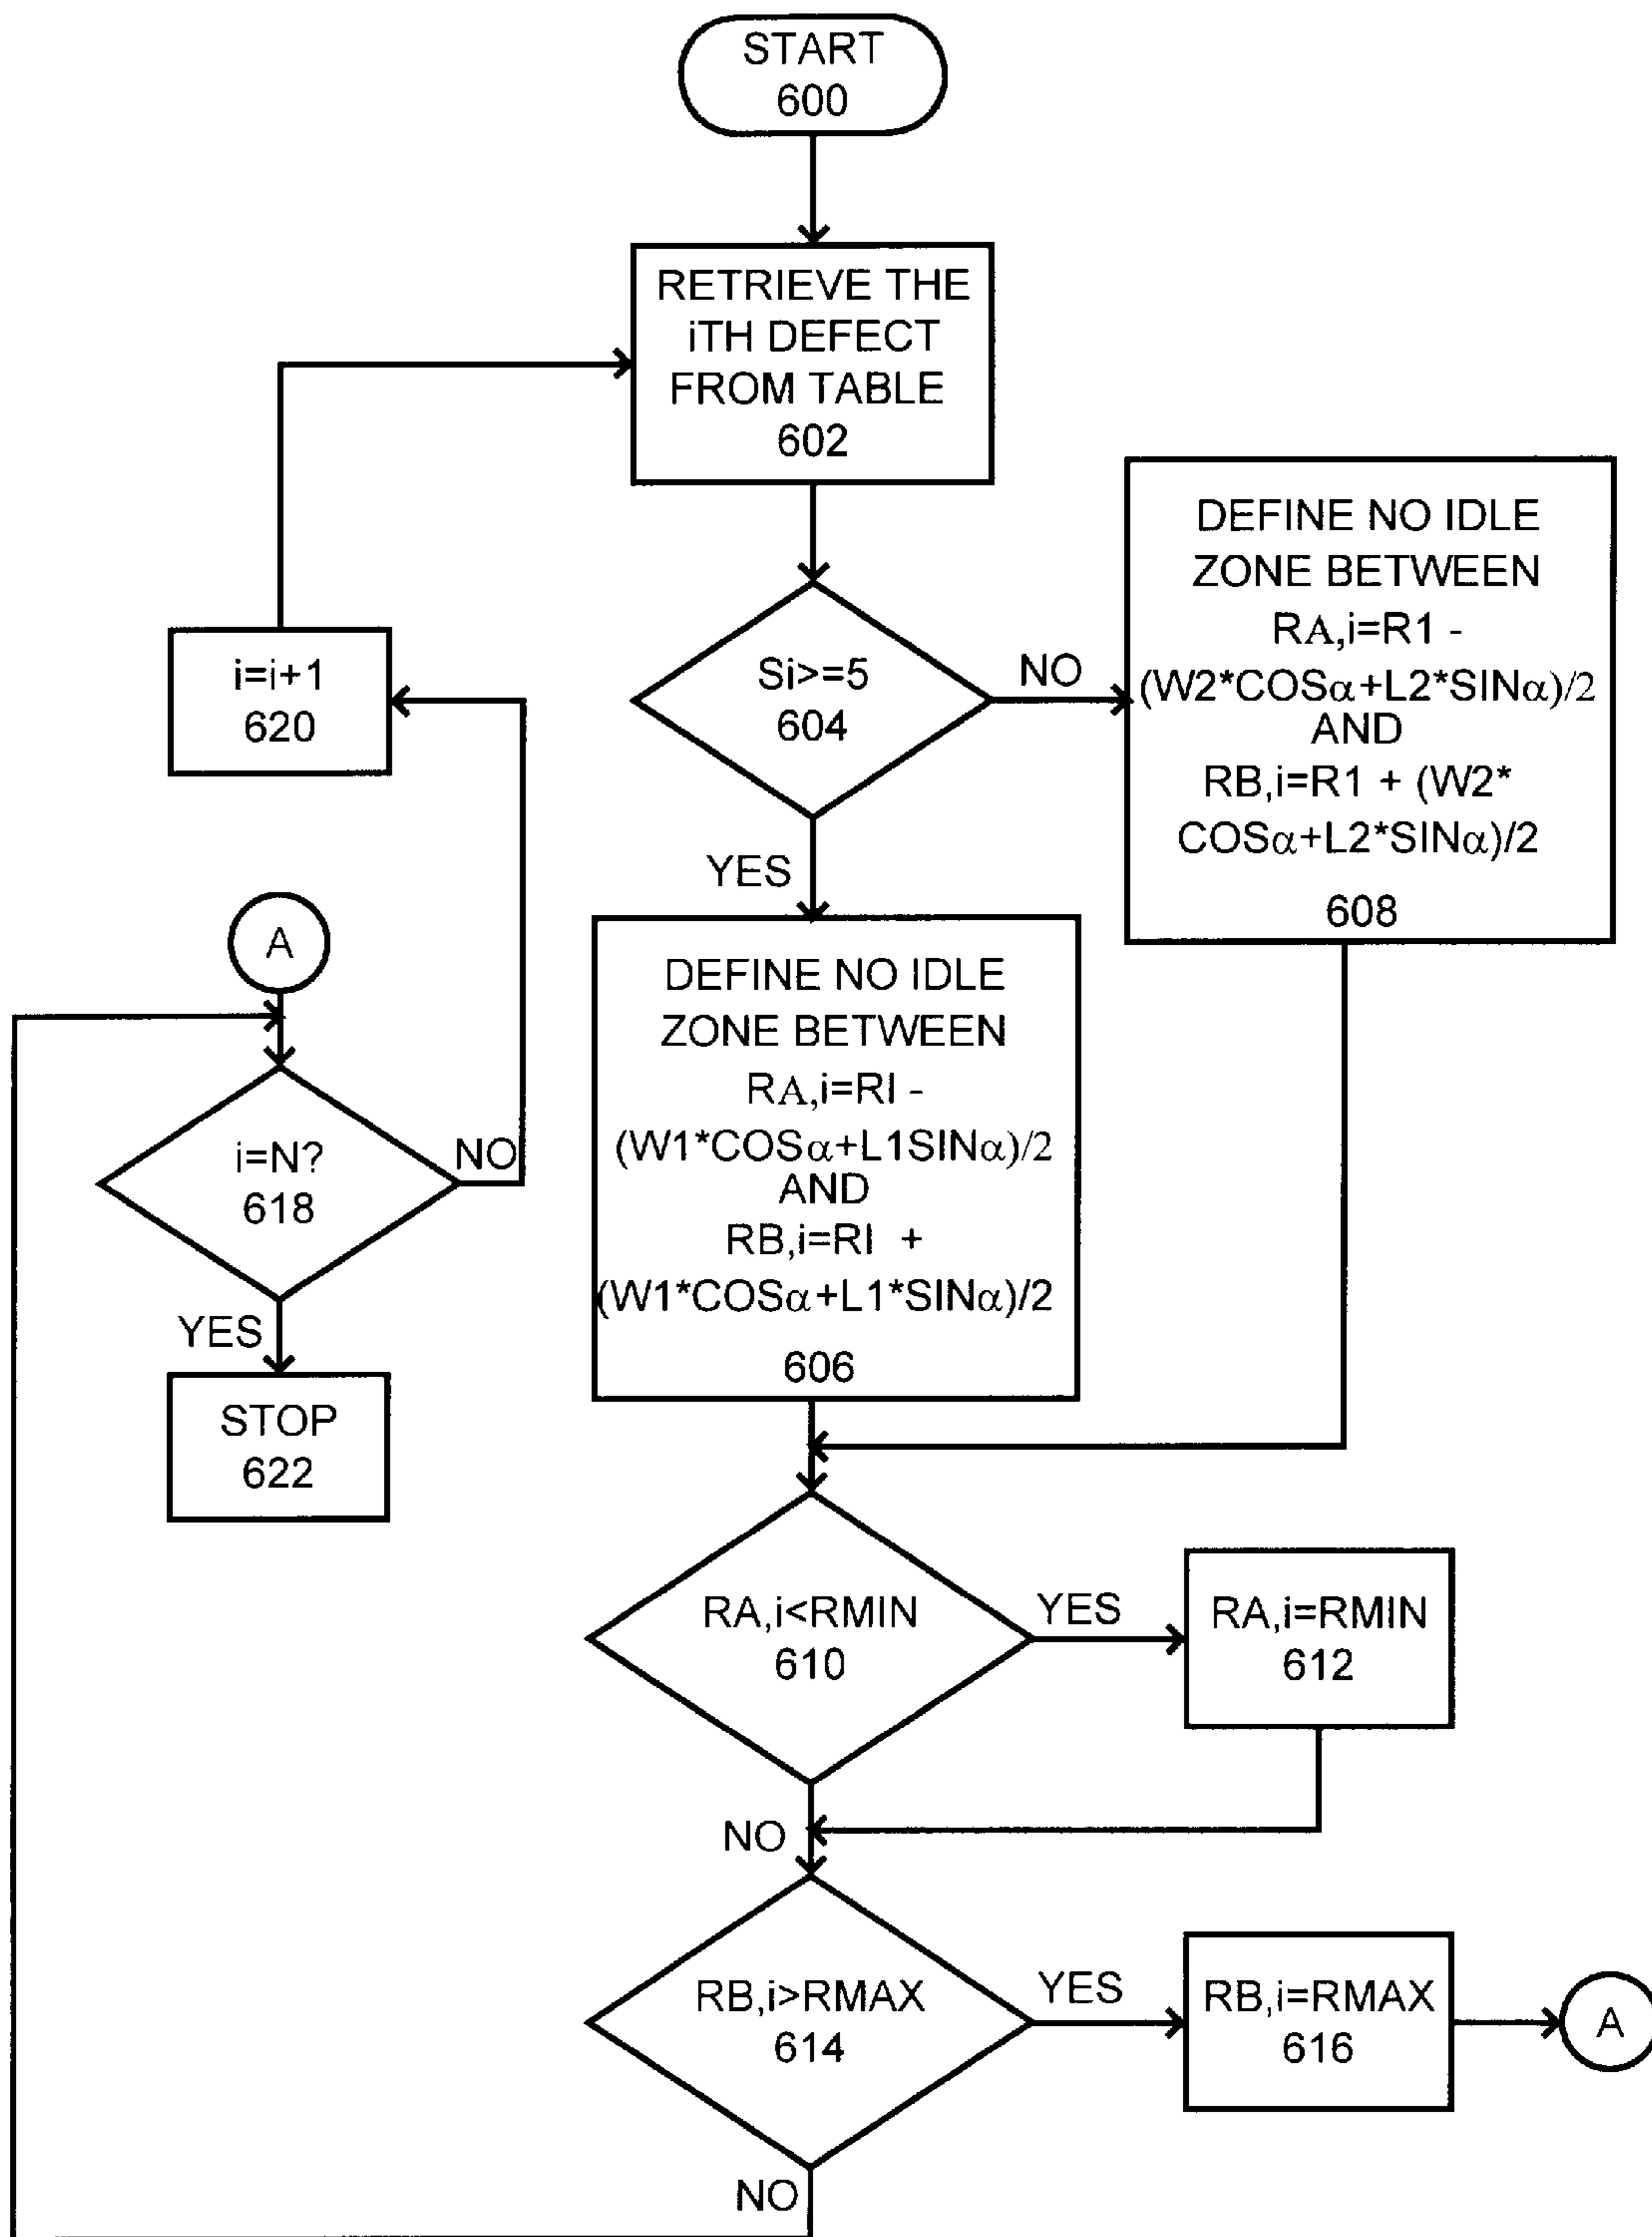 START
600
RETRIEVE THE
iTH DEFECT
FROM TABLE
602
Si>=5
604
NO
YES
DEFINE NO IDLE
ZONE BETWEEN
RA,i=R1 -
(W2*COSα+L2*SINα)/2
AND
RB,i=R1 + (W2*
COSα+L2*SINα)/2
608
DEFINE NO IDLE
ZONE BETWEEN
RA,i=RI -
(W1*COSα+L1SINα)/2
AND
RB,i=RI +
(W1*COSα+L1*SINα)/2
606
RA,i<RMIN
610
YES
RA,i=RMIN
612
NO
RB,i>RMAX
614
YES
RB,i=RMAX
616
A
NO
A
i=N?
618
NO
i=i+1
620
YES
STOP
622